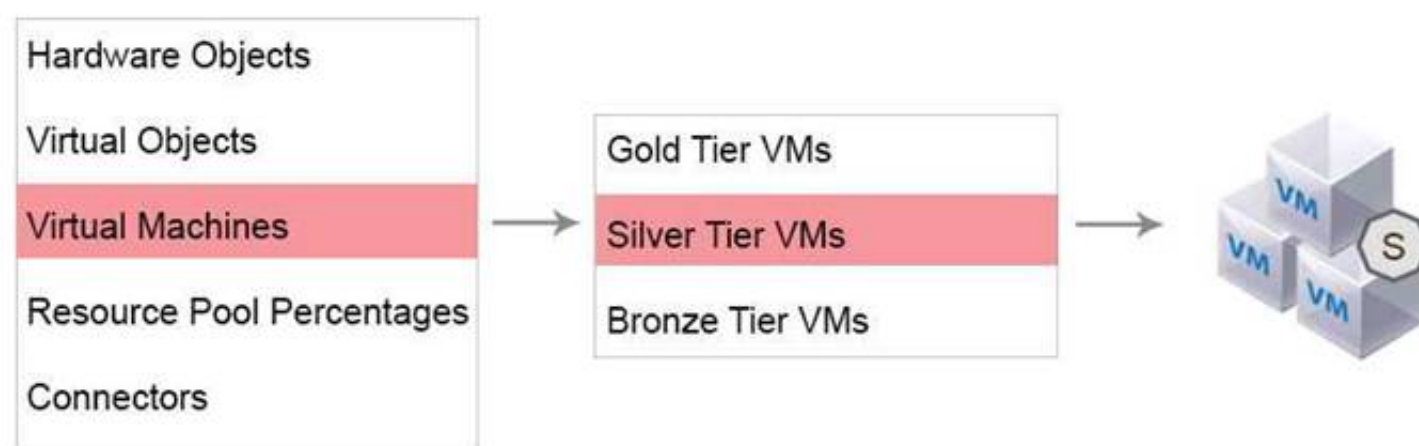 Hardware Objects
Virtual Objects
Virtual Machines
Resource Pool Percentages
Connectors
Gold Tier VMs
Silver Tier VMs
Bronze Tier VMs
VM
VM
VM
S